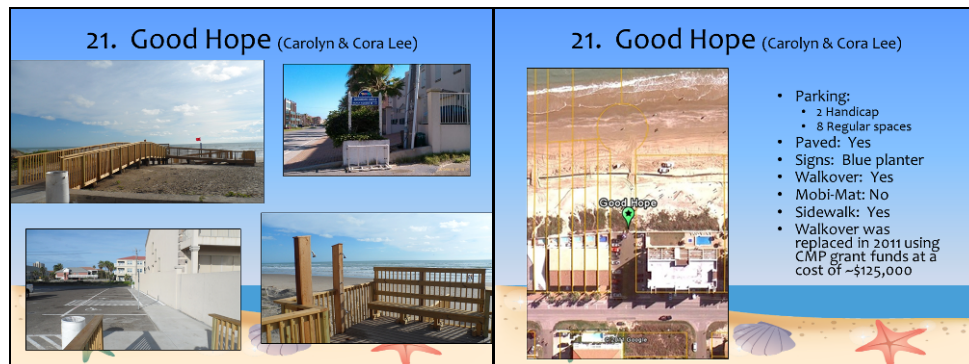 21. Good Hope (Carolyn & Cora Lee)
21. Good Hope (Carolyn & Cora Lee)
Good Hope
Google
• Parking:
• 2 Handicap
• 8 Regular spaces
• Paved: Yes
• Signs: Blue planter
• Walkover: Yes
• Mobi-Mat: No
• Sidewalk: Yes
• Walkover was
replaced in 2011 using
CMP grant funds at a
cost of ~$125,000